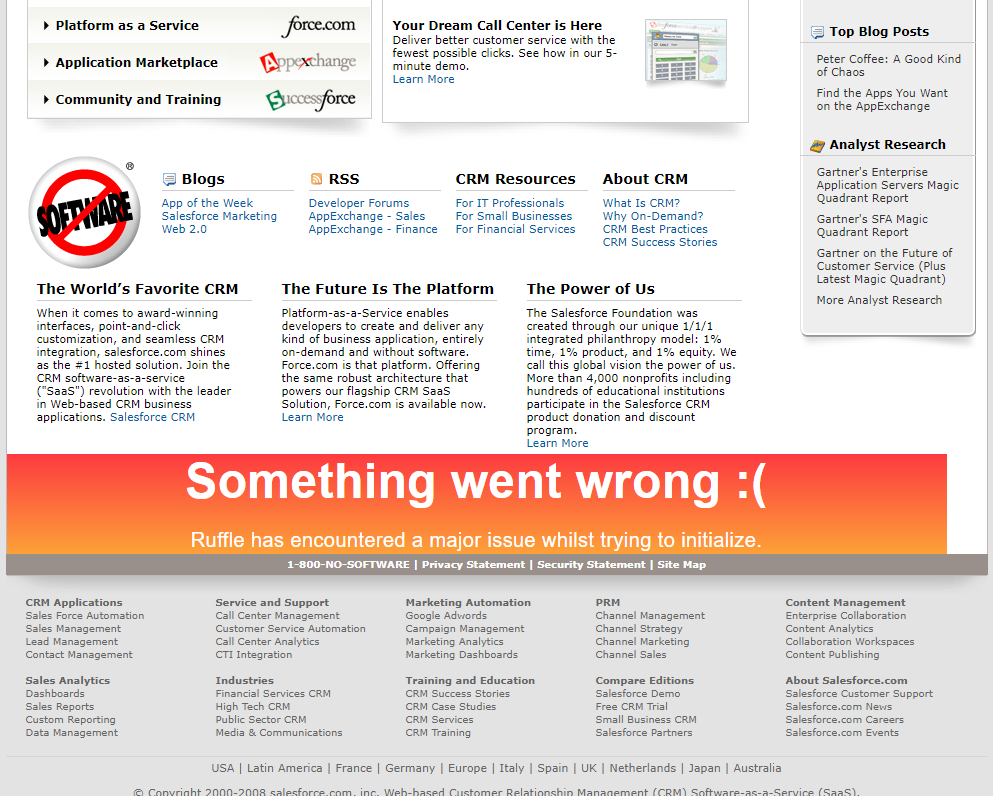 Platform as a Service
force.com
Application Marketplace
AppExchange
Community and Training
Successforce
Your Dream Call Center is Here
Deliver better customer service with the
fewest possible clicks. See how in our 5-
minute demo.
Learn More
Top Blog Posts
Peter Coffee: A Good Kind
of Chaos
Find the Apps You Want
on the AppExchange
Analyst Research
Gartner's Enterprise
Application Servers Magic
Quadrant Report
Gartner's SFA Magic
Quadrant Report
Gartner on the Future of
Customer Service (Plus
Latest Magic Quadrant)
More Analyst Research
SOFTWARE
®
Blogs
App of the Week
Salesforce Marketing
Web 2.0
RSS
Developer Forums
AppExchange - Sales
AppExchange - Finance
CRM Resources
For IT Professionals
For Small Businesses
For Financial Services
About CRM
What Is CRM?
Why On-Demand?
CRM Best Practices
CRM Success Stories
The World's Favorite CRM
When it comes to award-winning
interfaces, point-and-click
customization, and seamless CRM
integration, salesforce.com shines
as the #1 hosted solution. Join the
CRM software-as-a-service
("SaaS") revolution with the leader
in Web-based CRM business
applications. Salesforce CRM
The Future Is The Platform
Platform-as-a-Service enables
developers to create and deliver any
kind of business application, entirely
on-demand and without software.
Force.com is that platform. Offering
the same robust architecture that
powers our flagship CRM SaaS
Solution, Force.com is available now.
Learn More
The Power of Us
The Salesforce Foundation was
created through our unique 1/1/1
integrated philanthropy model: 1%
time, 1% product, and 1% equity. We
call this global vision the power of us.
More than 4,000 nonprofits including
hundreds of educational institutions
participate in the Salesforce CRM
product donation and discount
program.
Learn More
Something went wrong :(
Ruffle has encountered a major issue whilst trying to initialize.
1-800-NO-SOFTWARE | Privacy Statement | Security Statement | Site Map
CRM Applications
Sales Force Automation
Sales Management
Lead Management
Contact Management
Service and Support
Call Center Management
Customer Service Automation
Call Center Analytics
CTI Integration
Marketing Automation
Google Adwords
Campaign Management
Marketing Analytics
Marketing Dashboards
PRM
Channel Management
Channel Strategy
Channel Marketing
Channel Sales
Content Management
Enterprise Collaboration
Content Analytics
Collaboration Workspaces
Content Publishing
Sales Analytics
Dashboards
Sales Reports
Custom Reporting
Data Management
Industries
Financial Services CRM
High Tech CRM
Public Sector CRM
Media & Communications
Training and Education
CRM Success Stories
CRM Case Studies
CRM Services
CRM Training
Compare Editions
Salesforce Demo
Free CRM Trial
Small Business CRM
Salesforce Partners
About Salesforce.com
Salesforce Customer Support
Salesforce.com News
Salesforce.com Careers
Salesforce.com Events
USA | Latin America | France | Germany | Europe | Italy | Spain | UK | Netherlands | Japan | Australia
© Copyright 2000-2008 salesforce.com, inc. Web-based Customer Relationship Management (CRM) Software-as-a-Service (SaaS).